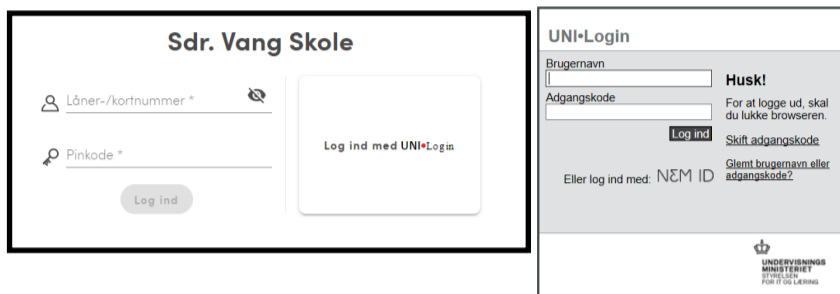 Sdr. Vang Skole
Låner-/kortnummer *
Pinkode *
Log ind
Log ind med UNI•Login
UNI•Login
Brugernavn
Adgangskode
Log ind
Eller log ind med: NEM ID
Husk!
For at logge ud, skal
du lukke browseren.
Skift adgangskode
Glemt brugernavn eller
adgangskode?
UNDERVISNINGS
MINISTERIET
STYRELSEN
FOR IT OG LÆRING